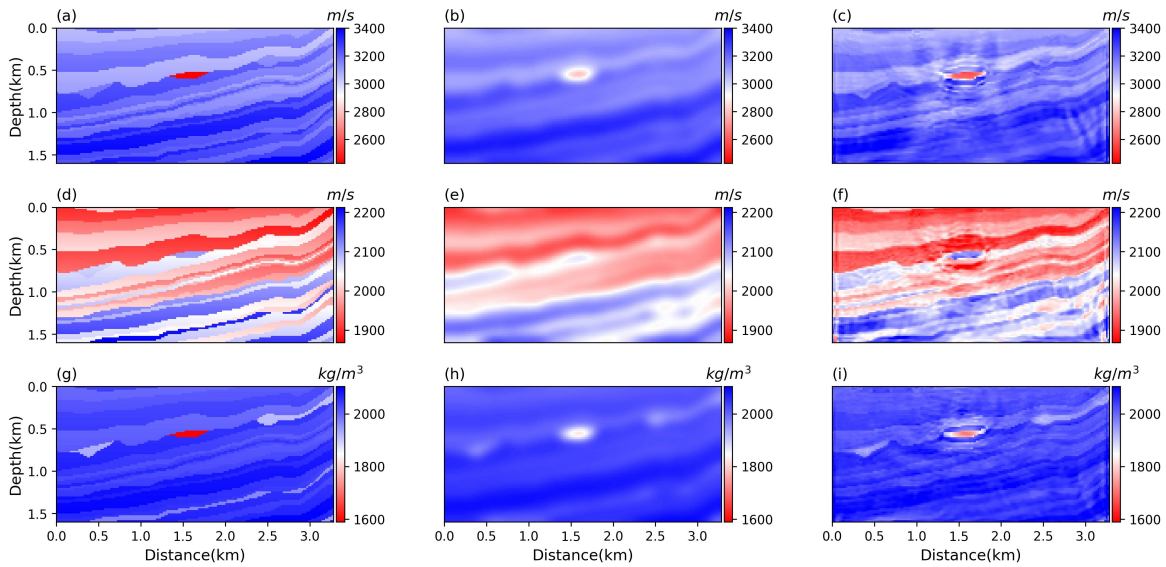 (a) m/s (b) m/s (c) m/s
0.0 3400 3400 3400
3200 3200 3200
0.5 3000 3000 3000
Depth(km)
1.0 2800 2800 2800
2600 2600 2600
1.5
(d) m/s (e) m/s (f) m/s
0.0 2200 2200 2200
0.5 2100 2100 2100
Depth(km)
1.0 2000 2000 2000
1.5 1900 1900 1900
(g) kg/m³ (h) kg/m³ (i) kg/m³
0.0
2000 2000 2000
0.5
Depth(km)
1.0 1800 1800 1800
1.5 1600 1600 1600
0.0 0.5 1.0 1.5 2.0 2.5 3.0 0.0 0.5 1.0 1.5 2.0 2.5 3.0 0.0 0.5 1.0 1.5 2.0 2.5 3.0
Distance(km) Distance(km) Distance(km)